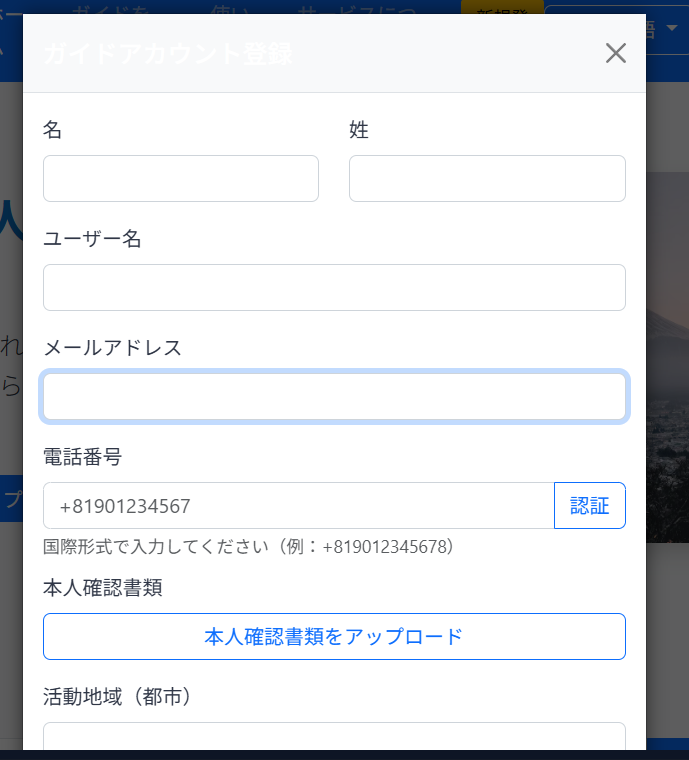 ガイドアカウント登録
名
姓
ユーザー名
メールアドレス
電話番号
+81901234567
認証
国際形式で入力してください（例：+819012345678）
本人確認書類
本人確認書類をアップロード
活動地域（都市）